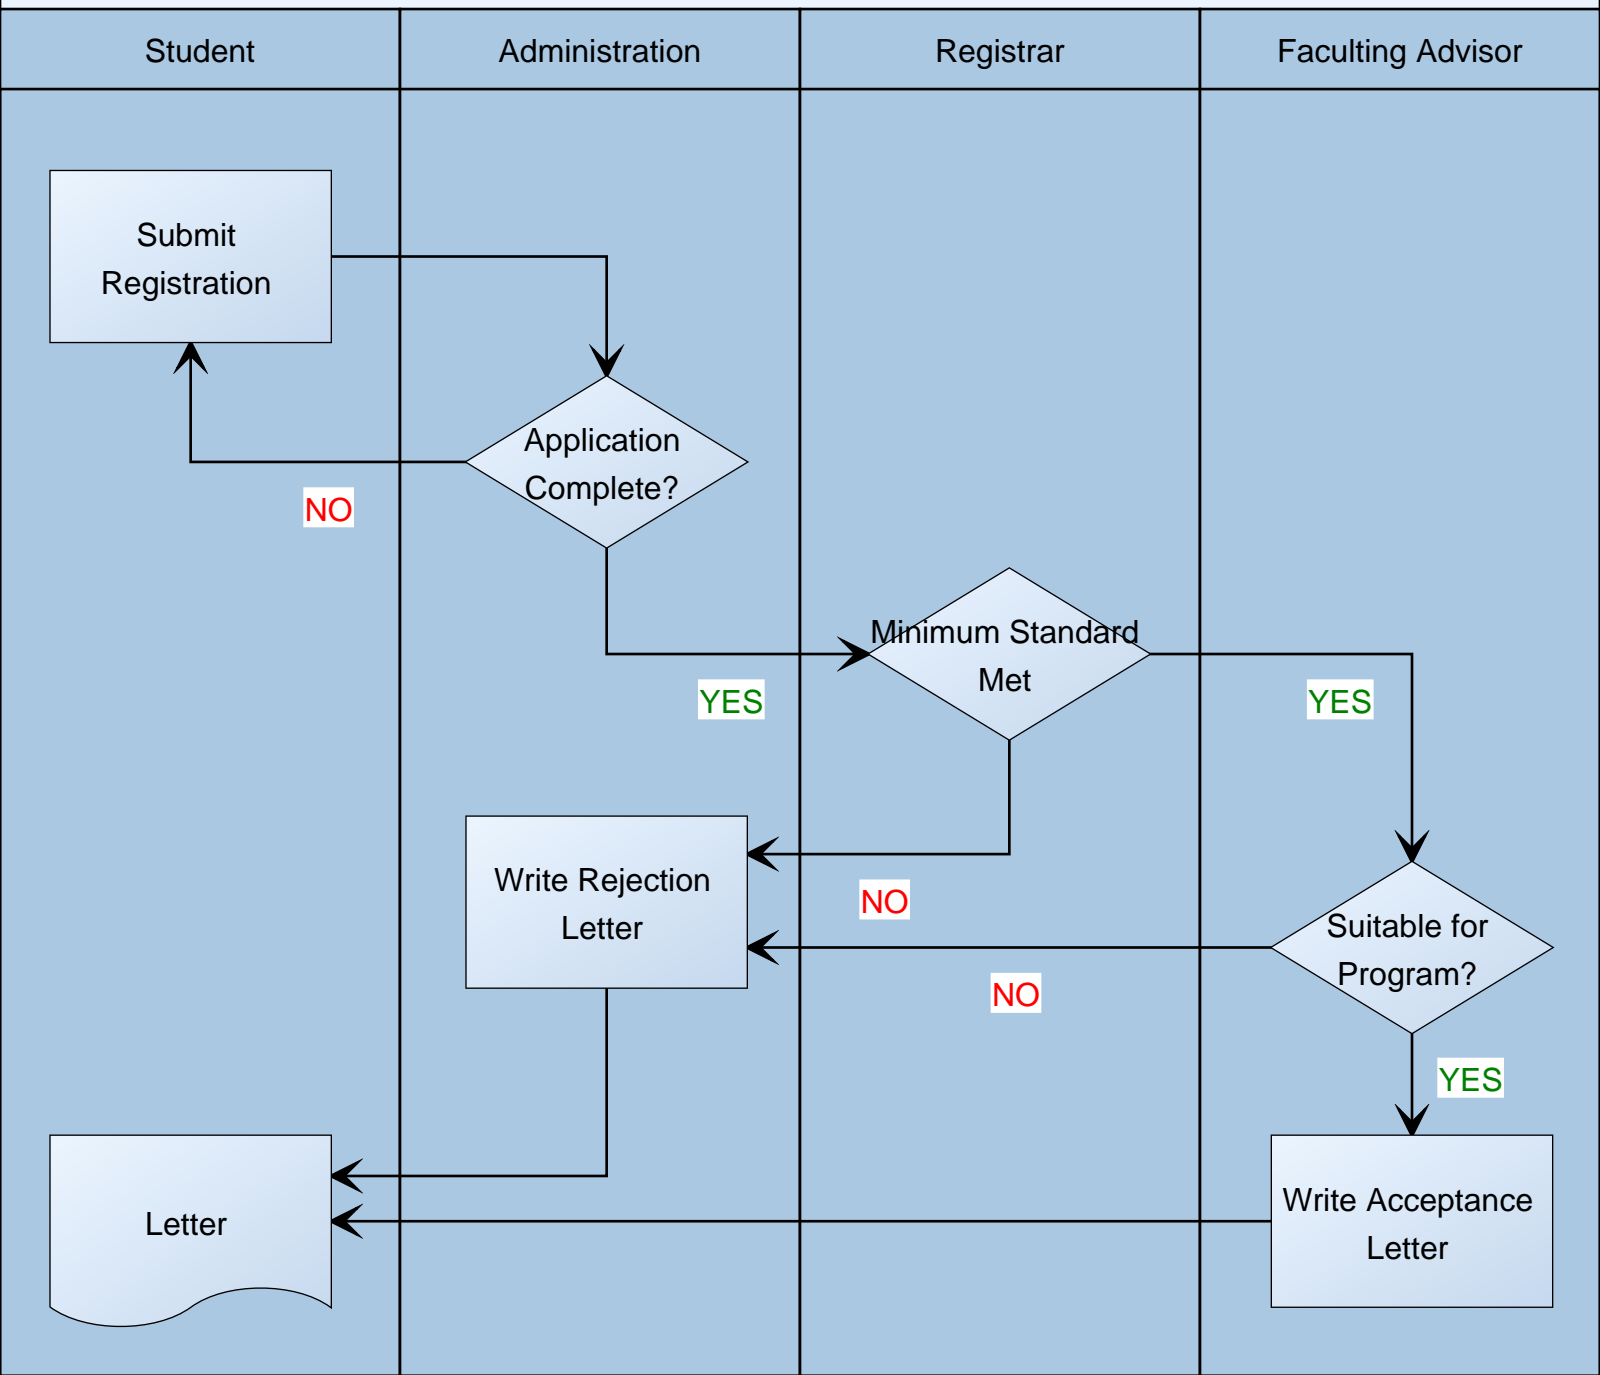 Student
Administration
Registrar
Faculting Advisor
Submit
Registration
Application
Complete?
NO
Minimum Standard
Met
YES
YES
Write Rejection
Letter
NO
Suitable for
Program?
NO
YES
Letter
Write Acceptance
Letter